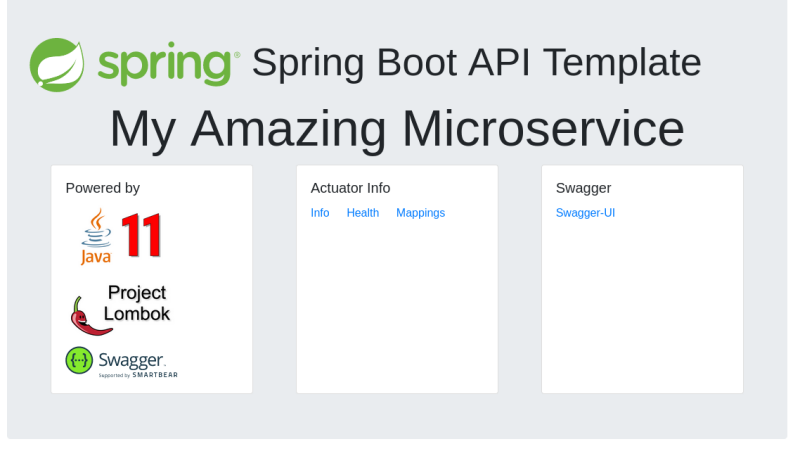 spring® Spring Boot API Template
My Amazing Microservice
Powered by
Java 11
Project
Lombok
{···} Swagger™
Supported by SMARTBEAR
Actuator Info
Info Health Mappings
Swagger
Swagger-UI